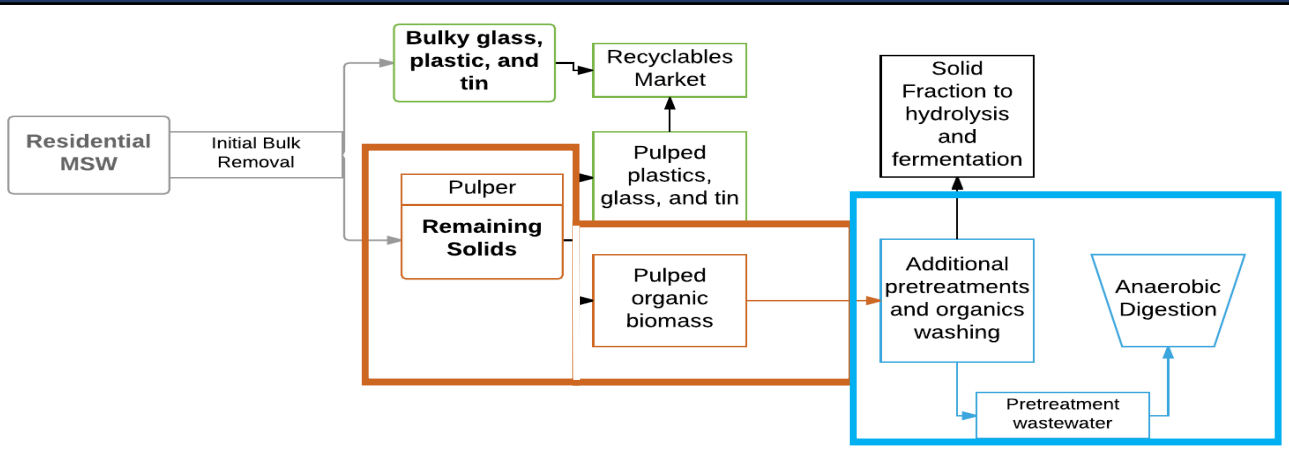 Residential
MSW
Initial Bulk
Removal
Bulky glass,
plastic, and
tin
Recyclables
Market
Pulper
Remaining
Solids
Pulped
plastics,
glass, and tin
Pulped
organic
biomass
Solid
Fraction to
hydrolysis
and
fermentation
Additional
pretreatments
and organics
washing
Anaerobic
Digestion
Pretreatment
wastewater